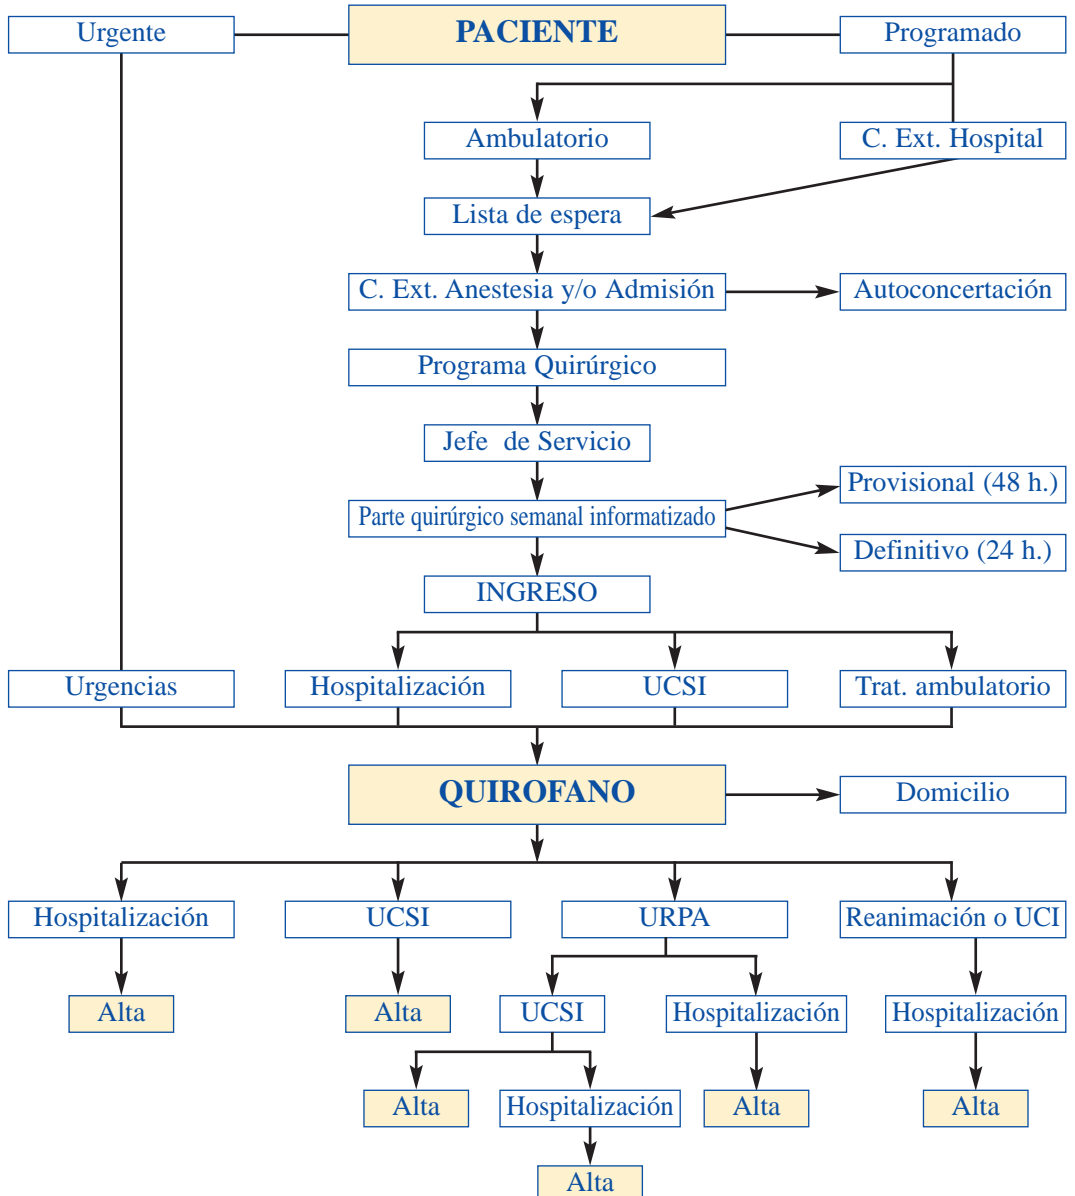 Urgente
PACIENTE
Programado
Ambulatorio
C. Ext. Hospital
Lista de espera
C. Ext. Anestesia y/o Admisión
Autoconcertación
Programa Quirúrgico
Jefe de Servicio
Provisional (48 h.)
Parte quirúrgico semanal informatizado
Definitivo (24 h.)
INGRESO
Urgencias
Hospitalización
UCSI
Trat. ambulatorio
QUIROFANO
Domicilio
Hospitalización
UCSI
URPA
Reanimación o UCI
Alta
Alta
UCSI
Hospitalización
Hospitalización
Alta
Hospitalización
Alta
Alta
Alta